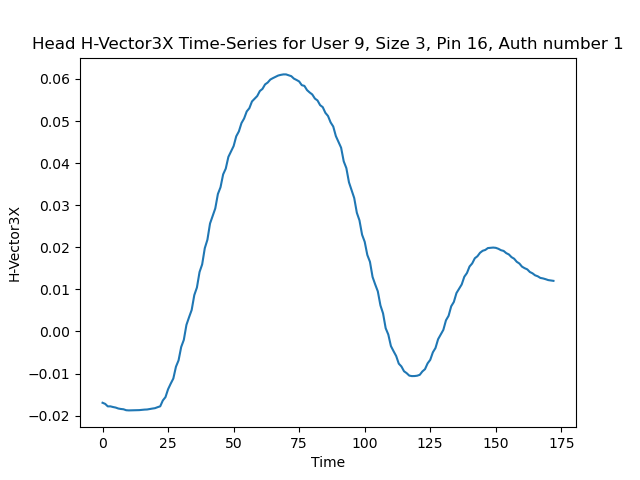 Head H-Vector3X Time-Series for User 9, Size 3, Pin 16, Auth number 1
0.06
0.05
0.04
0.03
0.02
0.01
0.00
−0.01
−0.02
H-Vector3X
0 25 50 75 100 125 150 175
Time